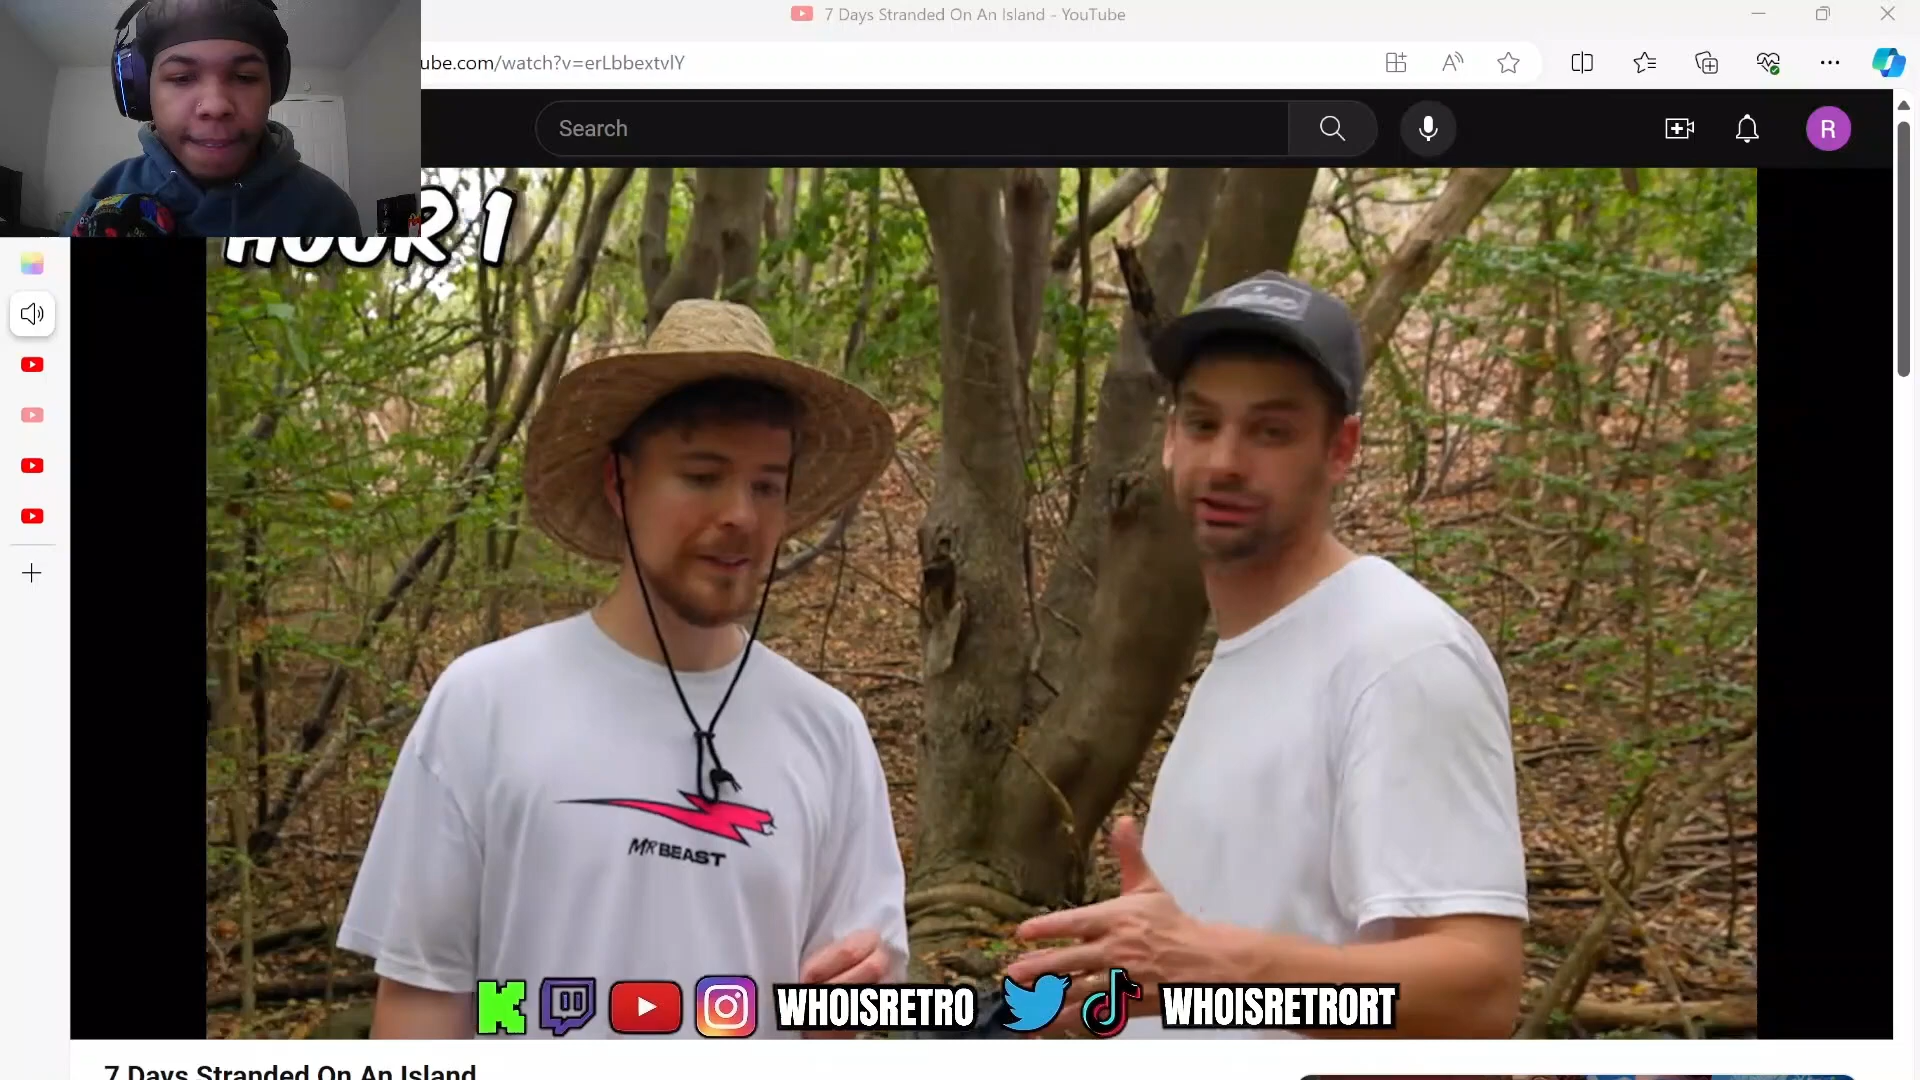 7 Days Stranded On An Island - YouTube
ube.com/watch?v=erLbbextvlY
Search
R
HOUR 1
MRBEAST
WHOISRETRO
WHOISRETRORT
7 Days Stranded On An Island